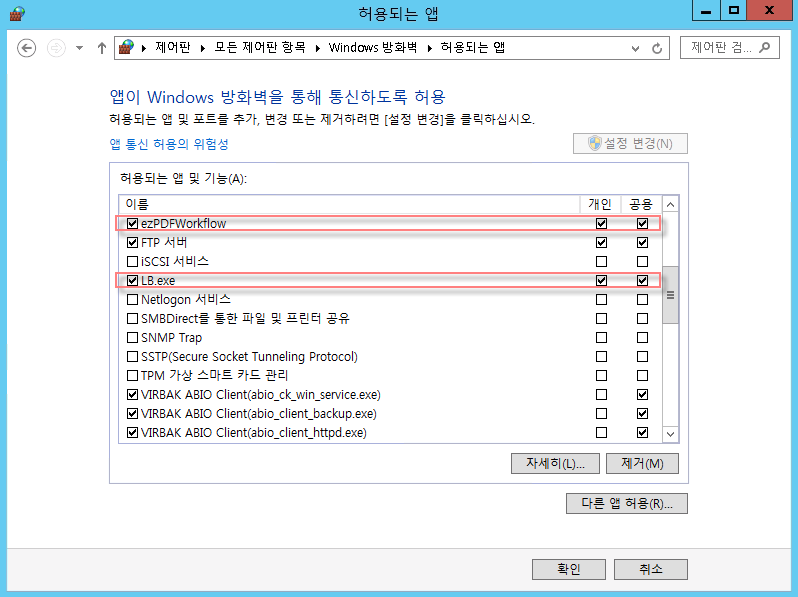 허용되는 앱
제어판 모든 제어판 항목 Windows 방화벽 허용되는 앱
제어판 검...
앱이 Windows 방화벽을 통해 통신하도록 허용
허용되는 앱 및 포트를 추가, 변경 또는 제거하려면 [설정 변경]을 클릭하십시오.
앱 통신 허용의 위험성
설정 변경(N)
허용되는 앱 및 기능(A):
이름 개인 공용
ezPDFWorkflow
FTP 서버
iSCSI 서비스
LB.exe
Netlogon 서비스
SMBDirect를 통한 파일 및 프린터 공유
SNMP Trap
SSTP(Secure Socket Tunneling Protocol)
TPM 가상 스마트 카드 관리
VIRBAK ABIO Client(abio_ck_win_service.exe)
VIRBAK ABIO Client(abio_client_backup.exe)
VIRBAK ABIO Client(abio_client_httpd.exe)
자세히(L)... 제거(M)
다른 앱 허용(R)...
확인 취소